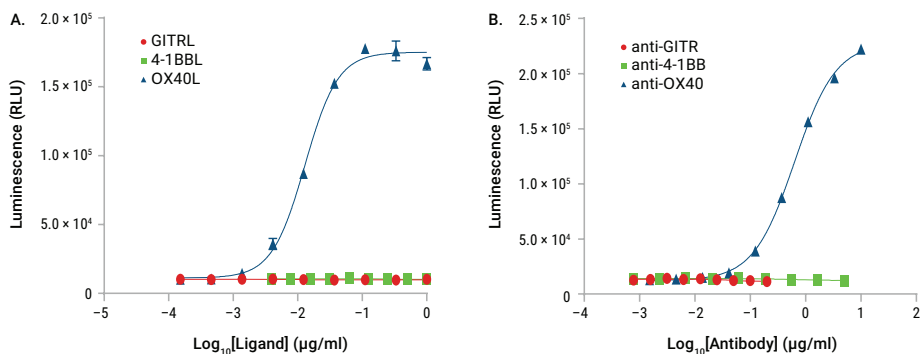 A.
GITRL
4-1BBL
OX40L
Luminescence (RLU)
2.0 × 10⁵
1.5 × 10⁵
1.0 × 10⁵
5.0 × 10⁴
0
−5 −4 −3 −2 −1 0
Log₁₀[Ligand] (µg/ml)
B.
anti-GITR
anti-4-1BB
anti-OX40
Luminescence (RLU)
2.5 × 10⁵
2.0 × 10⁵
1.5 × 10⁵
1.0 × 10⁵
5.0 × 10⁴
0
−4 −3 −2 −1 0 1 2
Log₁₀[Antibody] (µg/ml)